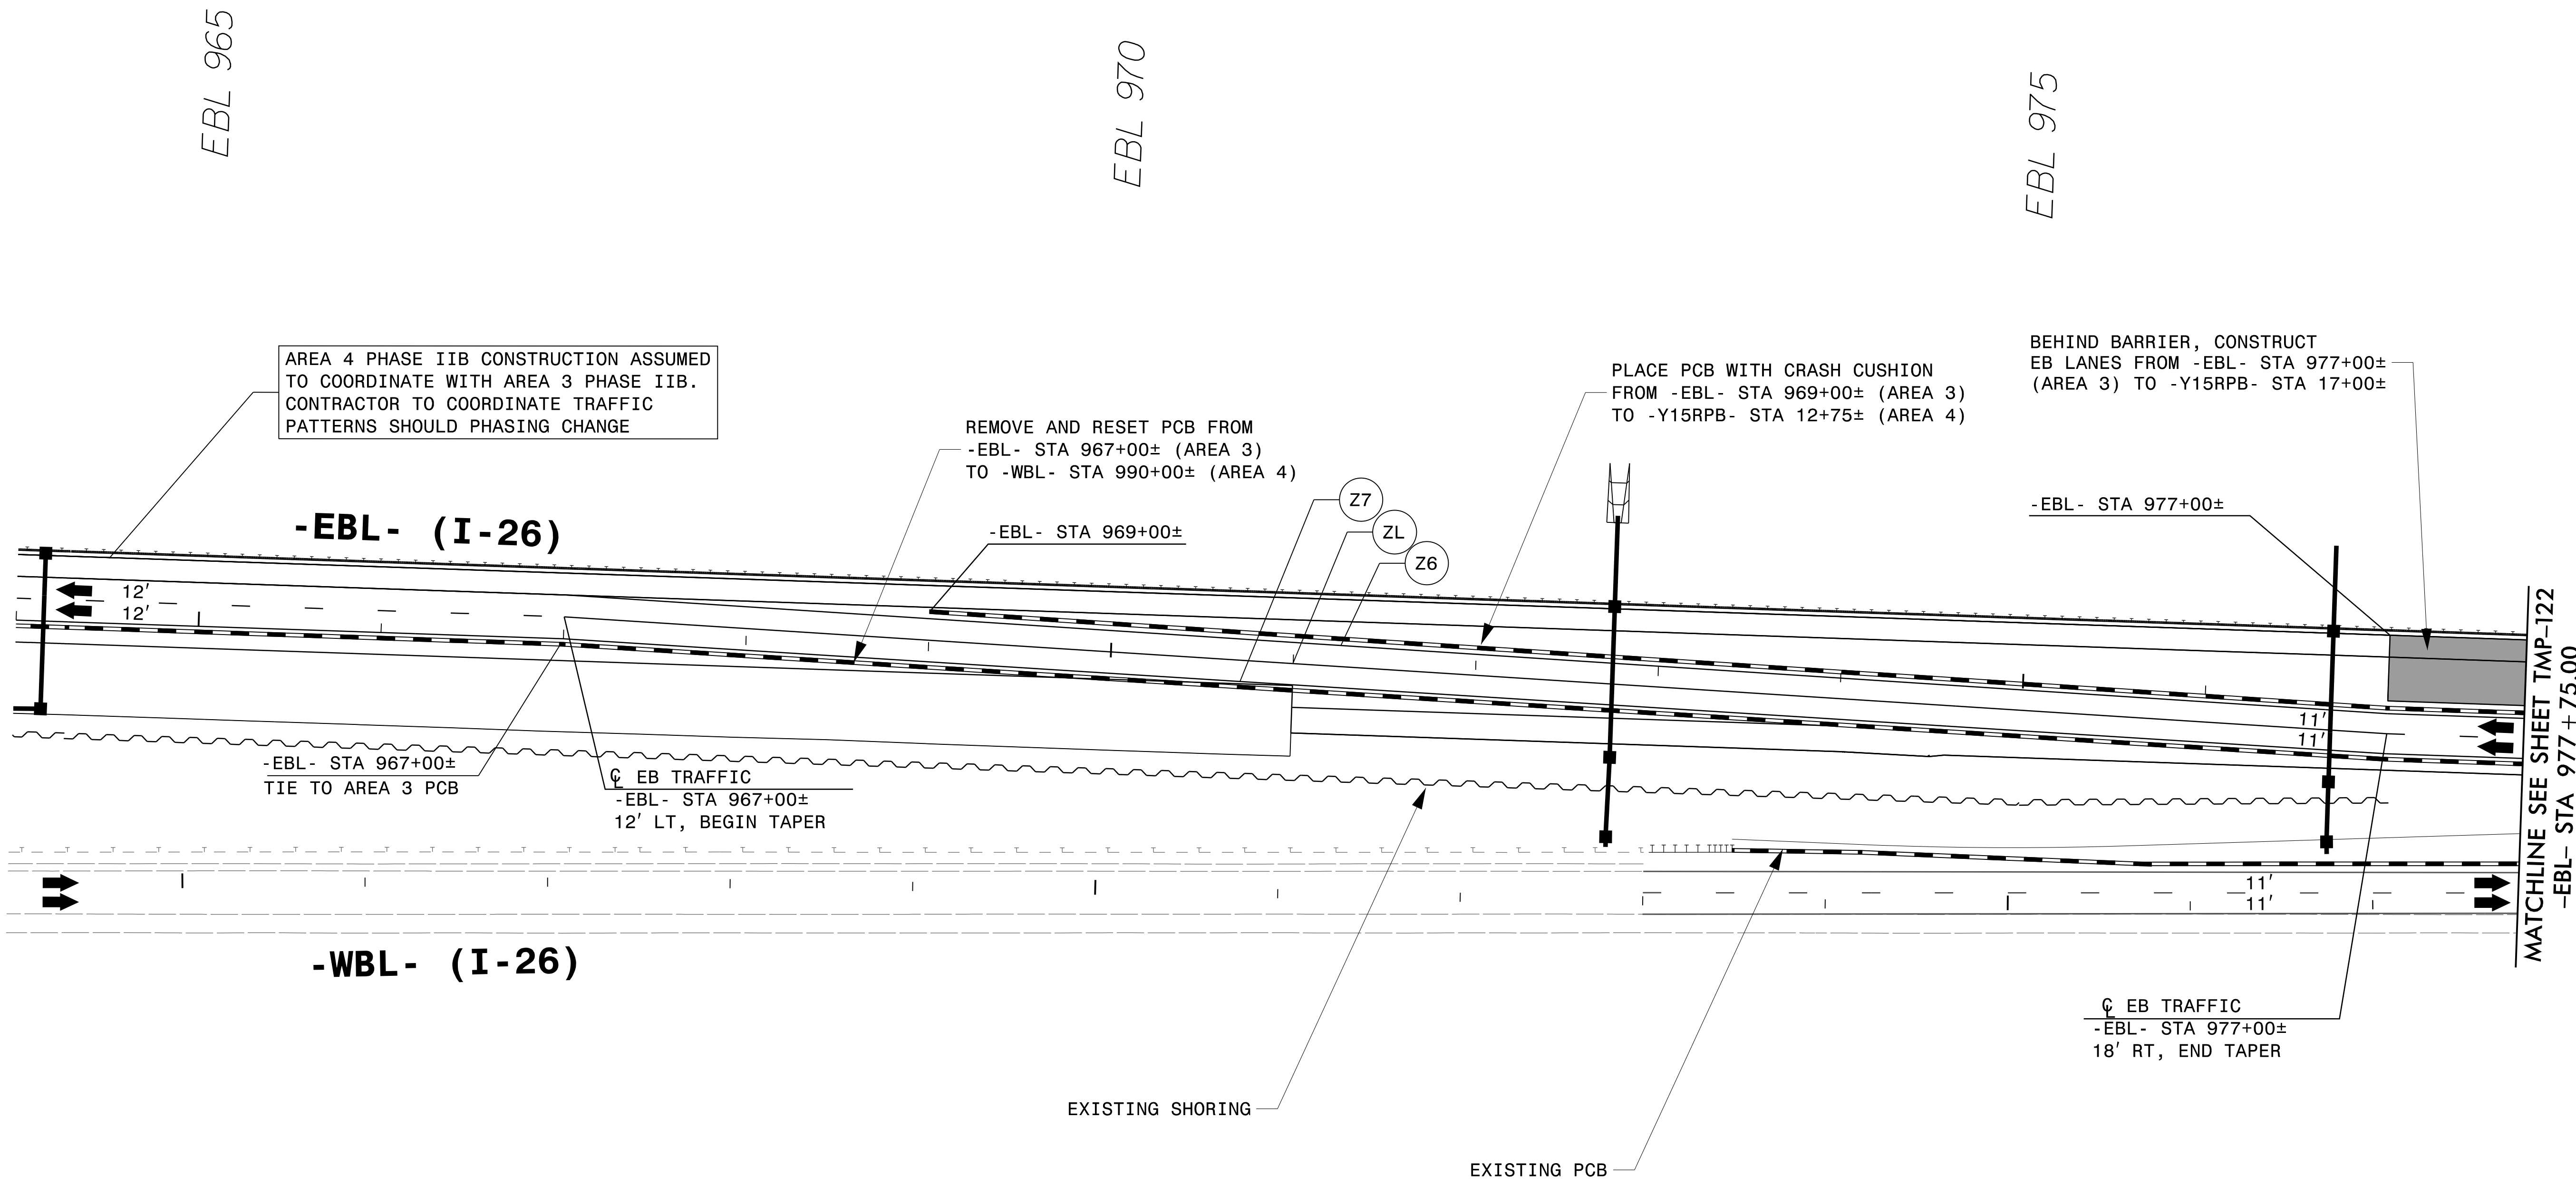 EBL 965
EBL 970
EBL 975
AREA 4 PHASE IIB CONSTRUCTION ASSUMED
TO COORDINATE WITH AREA 3 PHASE IIB.
CONTRACTOR TO COORDINATE TRAFFIC
PATTERNS SHOULD PHASING CHANGE
REMOVE AND RESET PCB FROM
-EBL- STA 967+00± (AREA 3)
TO -WBL- STA 990+00± (AREA 4)
PLACE PCB WITH CRASH CUSHION
FROM -EBL- STA 969+00± (AREA 3)
TO -Y15RPB- STA 12+75± (AREA 4)
BEHIND BARRIER, CONSTRUCT
EB LANES FROM -EBL- STA 977+00±
(AREA 3) TO -Y15RPB- STA 17+00±
-EBL- (I-26)
-EBL- STA 969+00±
Z7
ZL
Z6
-EBL- STA 977+00±
12'
12'
11'
11'
-EBL- STA 967+00±
TIE TO AREA 3 PCB
℄ EB TRAFFIC
-EBL- STA 967+00±
12' LT, BEGIN TAPER
11'
11'
-WBL- (I-26)
℄ EB TRAFFIC
-EBL- STA 977+00±
18' RT, END TAPER
EXISTING SHORING
EXISTING PCB
MATCHLINE SEE SHEET TMP-122
-EBL- STA 977+75.00